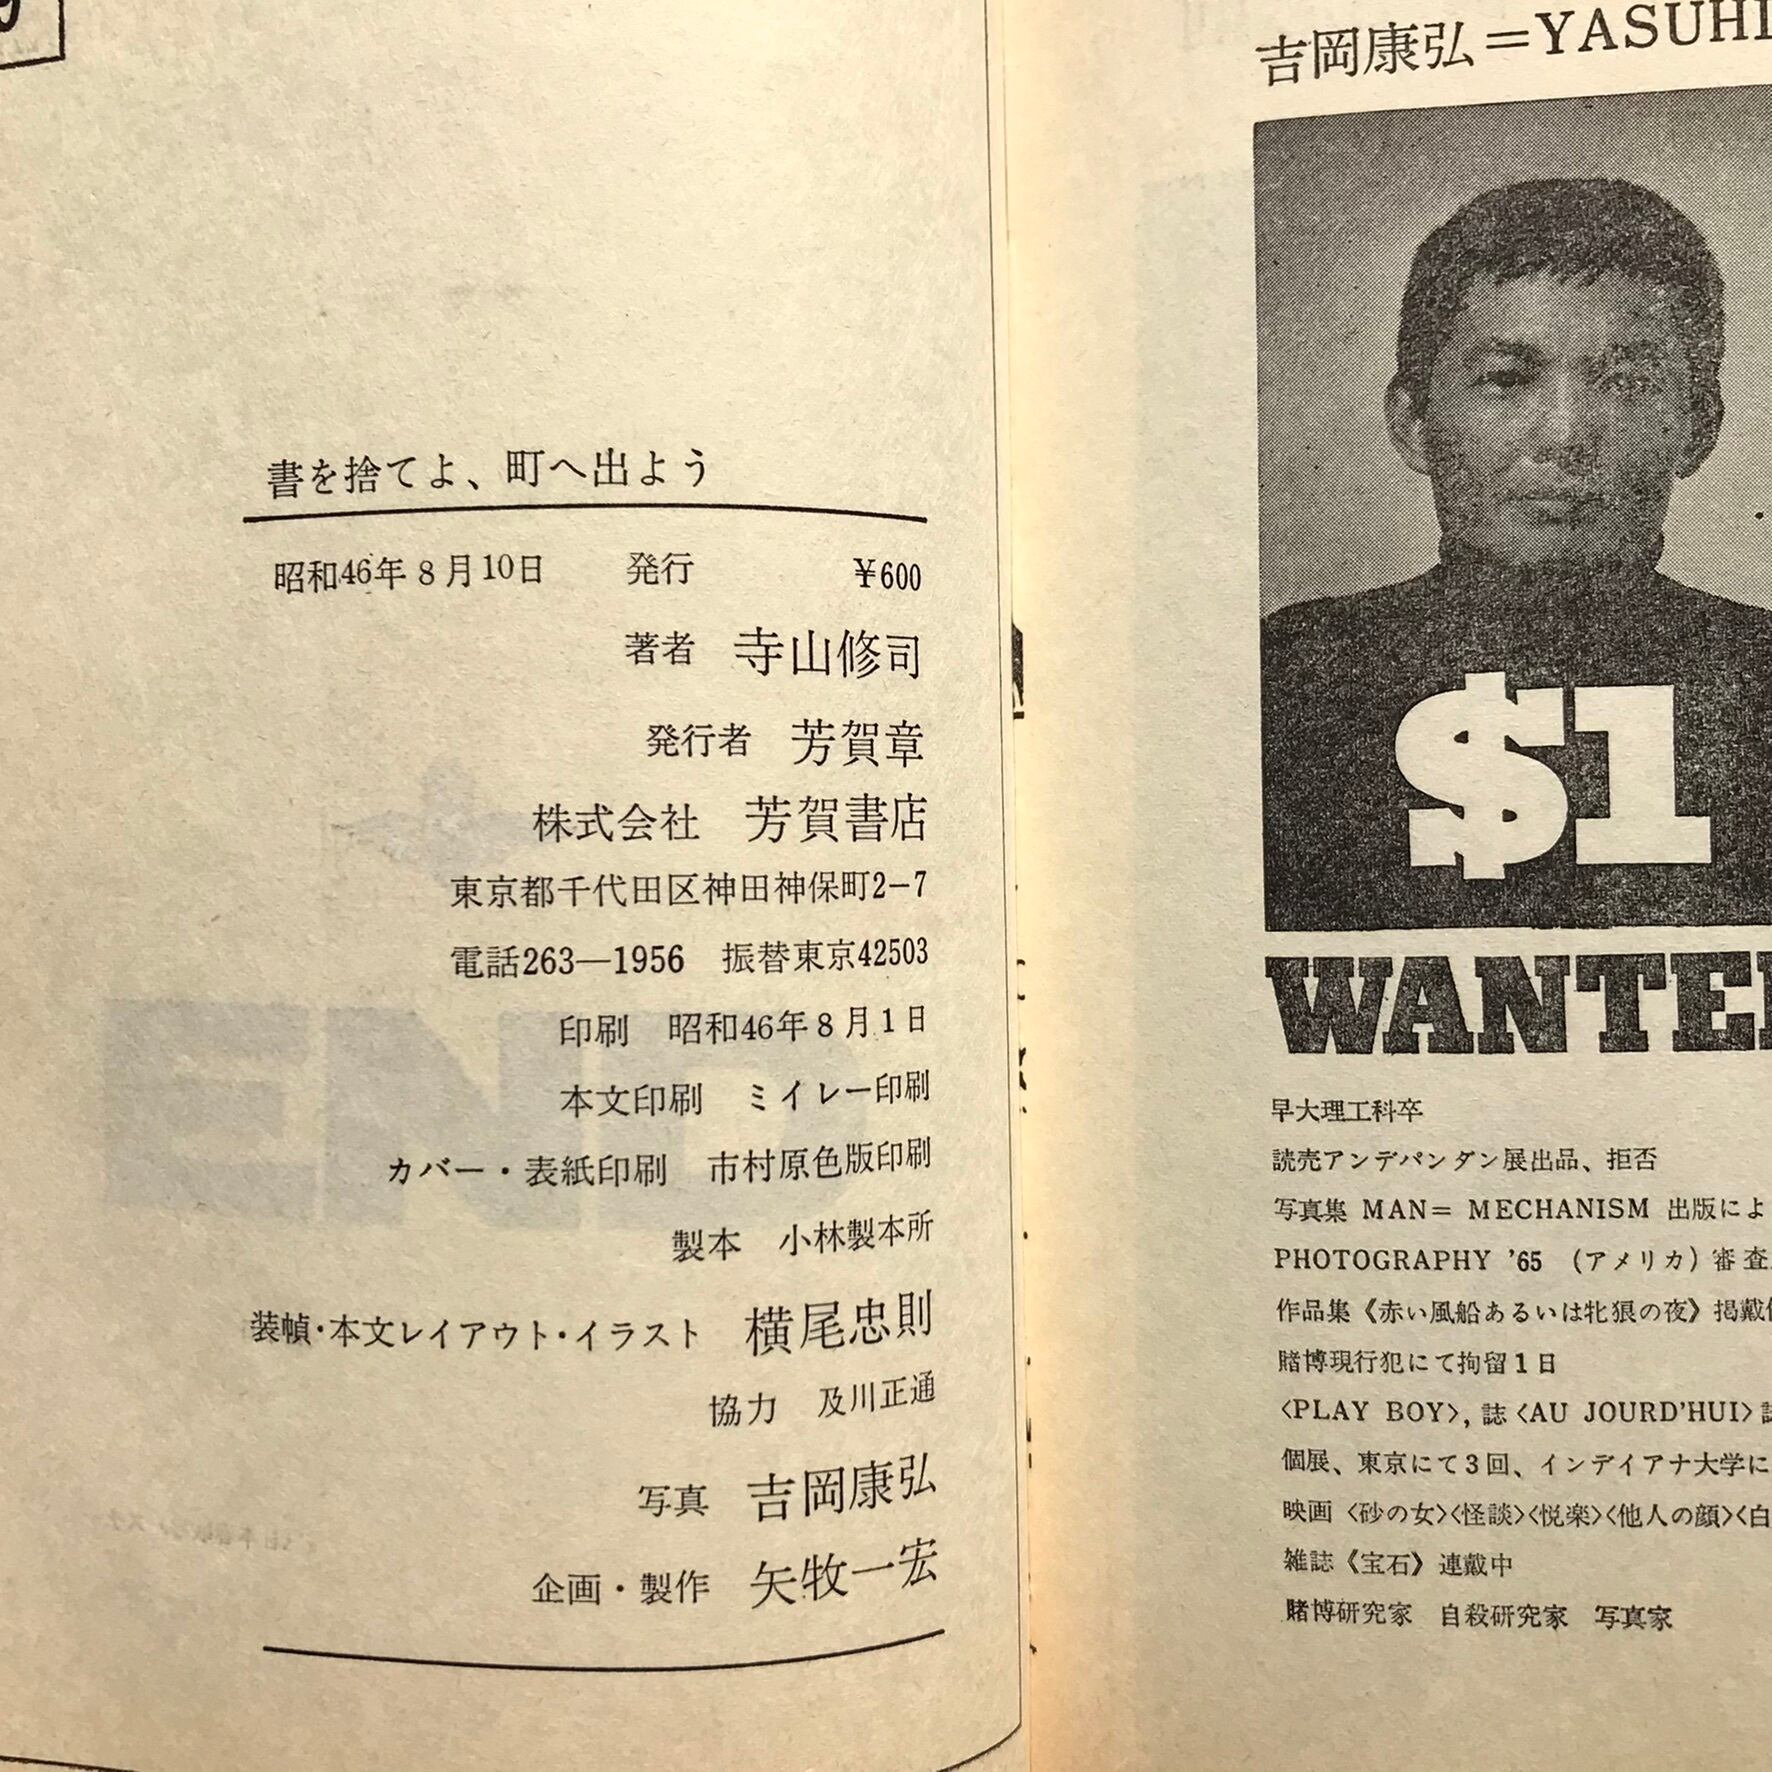 書を捨てよ、町へ出よう
昭和46年8月10日 発行 ¥600
著者 寺山修司
発行者 芳賀章
株式会社 芳賀書店
東京都千代田区神田神保町2-7
電話263—1956 振替東京42503
印刷 昭和46年8月1日
本文印刷 ミイレー印刷
カバー・表紙印刷 市村原色版印刷
製本 小林製本所
装幀・本文レイアウト・イラスト 横尾忠則
協力 及川正通
写真 吉岡康弘
企画・製作 矢牧一宏
吉岡康弘=YASUHI
$1
WANTE
早大理工科卒
読売アンデパンダン展出品、拒否
写真集 MAN= MECHANISM 出版によ
PHOTOGRAPHY '65 (アメリカ)審査
作品集《赤い風船あるいは牝狼の夜》掲載
賭博現行犯にて拘留1日
〈PLAY BOY〉, 誌〈AU JOURD'HUI〉
個展、東京にて3回、インデイアナ大学に
映画〈砂の女〉〈怪談〉〈悦楽〉〈他人の顔〉〈白
雑誌《宝石》連載中
賭博研究家 自殺研究家 写真家